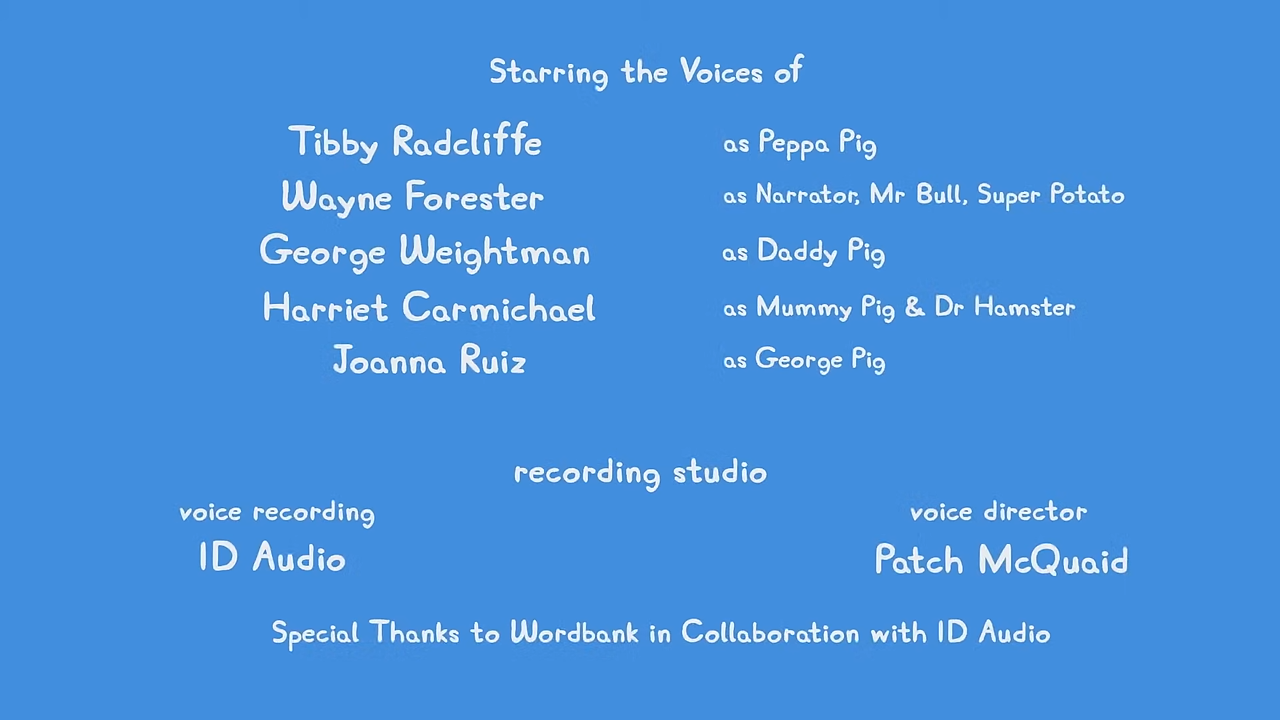 Starring the Voices of
Tibby Radcliffe as Peppa Pig
Wayne Forester as Narrator, Mr Bull, Super Potato
George Weightman as Daddy Pig
Harriet Carmichael as Mummy Pig & Dr Hamster
Joanna Ruiz as George Pig
recording studio
voice recording voice director
ID Audio Patch McQuaid
Special Thanks to Wordbank in Collaboration with ID Audio